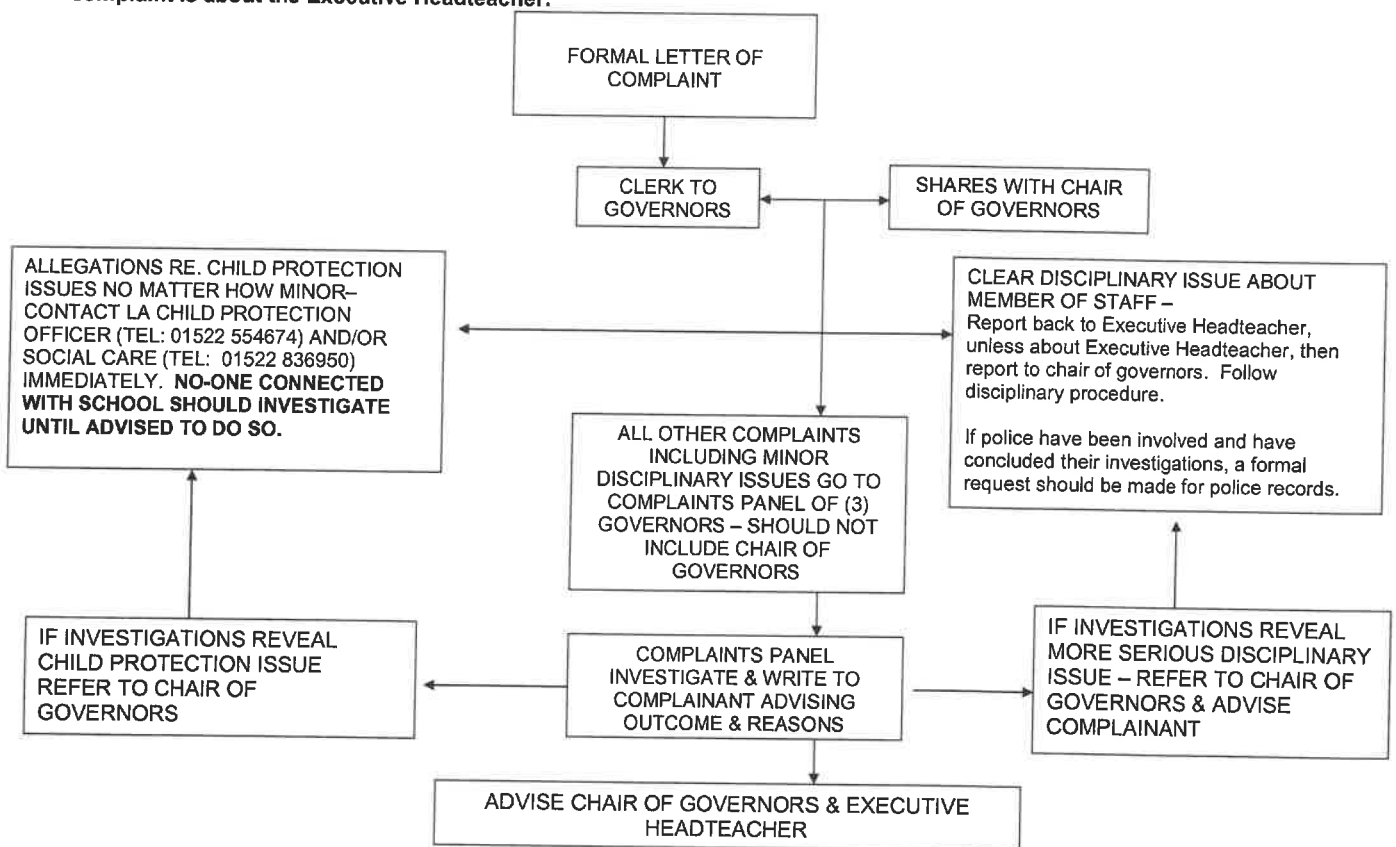 complaint is about the Executive Headteacher.
FORMAL LETTER OF
COMPLAINT
CLERK TO
GOVERNORS
SHARES WITH CHAIR
OF GOVERNORS
ALLEGATIONS RE. CHILD PROTECTION
ISSUES NO MATTER HOW MINOR–
CONTACT LA CHILD PROTECTION
OFFICER (TEL: 01522 554674) AND/OR
SOCIAL CARE (TEL: 01522 836950)
IMMEDIATELY. NO-ONE CONNECTED
WITH SCHOOL SHOULD INVESTIGATE
UNTIL ADVISED TO DO SO.
CLEAR DISCIPLINARY ISSUE ABOUT
MEMBER OF STAFF –
Report back to Executive Headteacher,
unless about Executive Headteacher, then
report to chair of governors. Follow
disciplinary procedure.
If police have been involved and have
concluded their investigations, a formal
request should be made for police records.
ALL OTHER COMPLAINTS
INCLUDING MINOR
DISCIPLINARY ISSUES GO TO
COMPLAINTS PANEL OF (3)
GOVERNORS – SHOULD NOT
INCLUDE CHAIR OF
GOVERNORS
IF INVESTIGATIONS REVEAL
CHILD PROTECTION ISSUE
REFER TO CHAIR OF
GOVERNORS
COMPLAINTS PANEL
INVESTIGATE & WRITE TO
COMPLAINANT ADVISING
OUTCOME & REASONS
IF INVESTIGATIONS REVEAL
MORE SERIOUS DISCIPLINARY
ISSUE – REFER TO CHAIR OF
GOVERNORS & ADVISE
COMPLAINANT
ADVISE CHAIR OF GOVERNORS & EXECUTIVE
HEADTEACHER